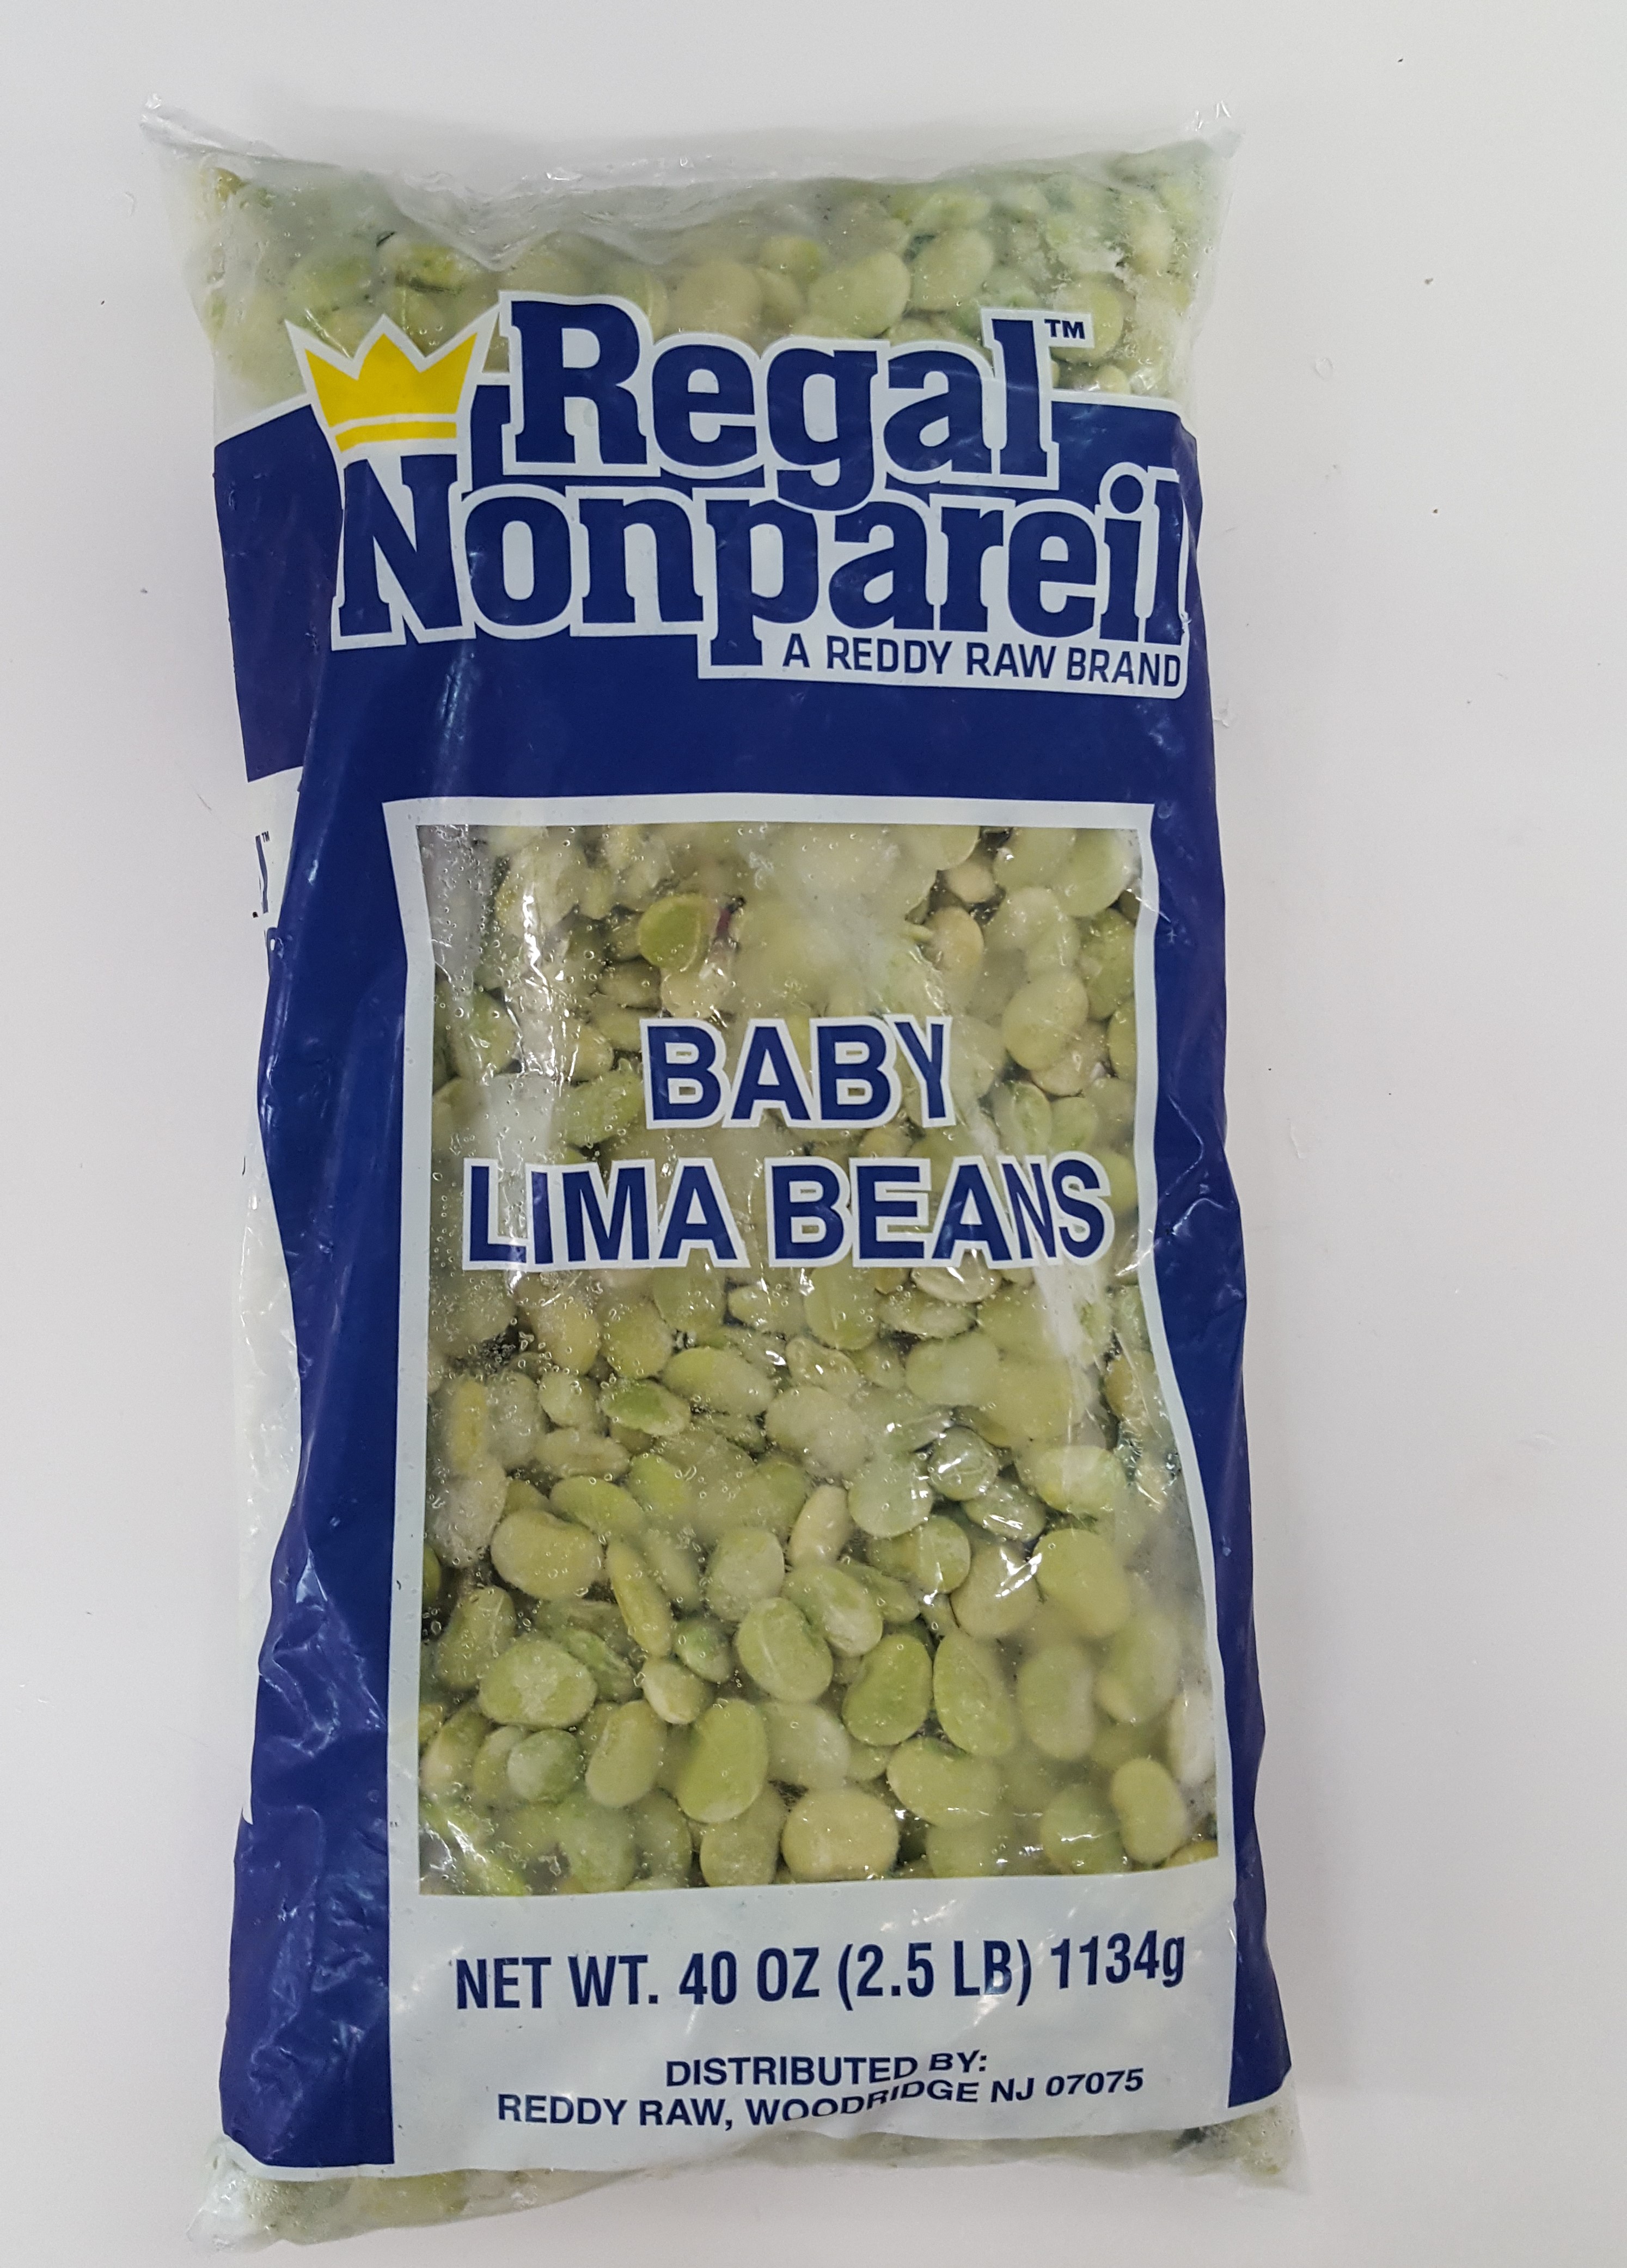 Regal™
Nonpareil
A REDDY RAW BRAND
BABY
LIMA BEANS
NET WT. 40 OZ (2.5 LB) 1134g
DISTRIBUTED BY:
REDDY RAW, WOODRIDGE NJ 07075